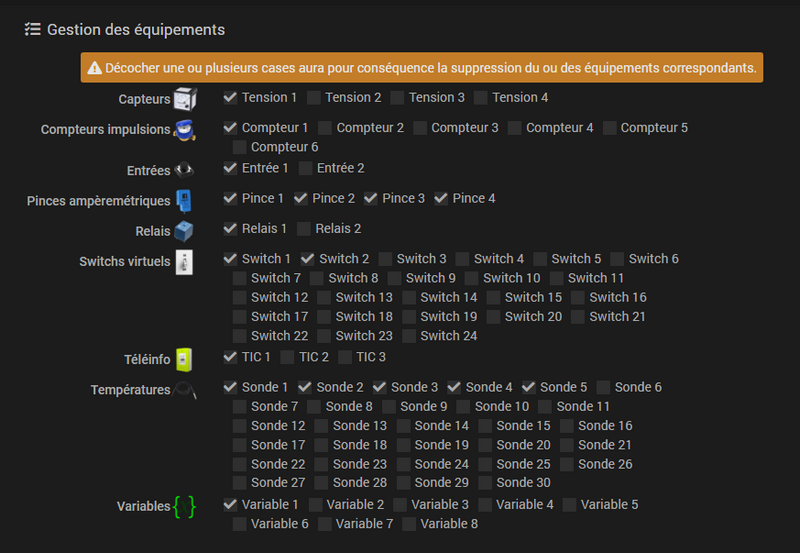 Gestion des équipements
Décocher une ou plusieurs cases aura pour conséquence la suppression du ou des équipements correspondants.
Capteurs Tension 1 Tension 2 Tension 3 Tension 4
Compteurs impulsions Compteur 1 Compteur 2 Compteur 3 Compteur 4 Compteur 5
Compteur 6
Entrées Entrée 1 Entrée 2
Pinces ampèremétriques Pince 1 Pince 2 Pince 3 Pince 4
Relais Relais 1 Relais 2
Switchs virtuels Switch 1 Switch 2 Switch 3 Switch 4 Switch 5 Switch 6
Switch 7 Switch 8 Switch 9 Switch 10 Switch 11
Switch 12 Switch 13 Switch 14 Switch 15 Switch 16
Switch 17 Switch 18 Switch 19 Switch 20 Switch 21
Switch 22 Switch 23 Switch 24
Téléinfo TIC 1 TIC 2 TIC 3
Températures Sonde 1 Sonde 2 Sonde 3 Sonde 4 Sonde 5 Sonde 6
Sonde 7 Sonde 8 Sonde 9 Sonde 10 Sonde 11
Sonde 12 Sonde 13 Sonde 14 Sonde 15 Sonde 16
Sonde 17 Sonde 18 Sonde 19 Sonde 20 Sonde 21
Sonde 22 Sonde 23 Sonde 24 Sonde 25 Sonde 26
Sonde 27 Sonde 28 Sonde 29 Sonde 30
Variables Variable 1 Variable 2 Variable 3 Variable 4 Variable 5
Variable 6 Variable 7 Variable 8